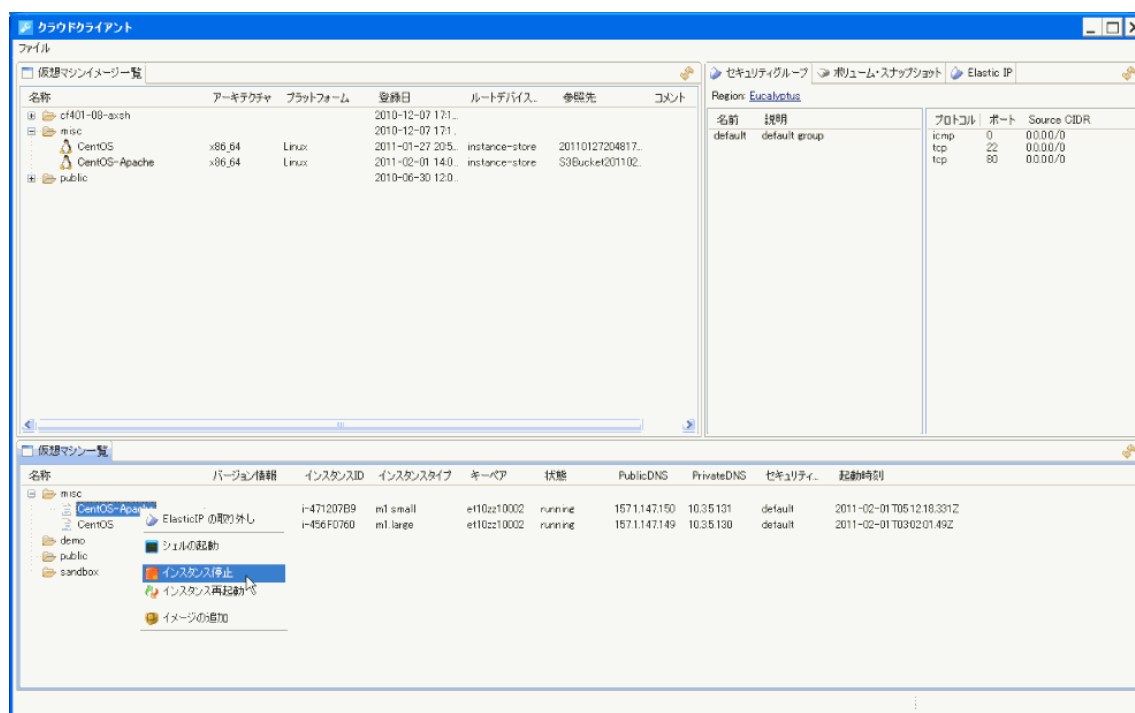 クラウドクライアント
ファイル
仮想マシンイメージ一覧
名称 アーキテクチャ プラットフォーム 登録日 ルートデバイス... 参照先 コメント
cf401-08-axsh 2010-12-07 17:1...
misc 2010-12-07 17:1...
CentOS x86_64 Linux 2011-01-27 20:5... instance-store 20110127204817...
CentOS-Apache x86_64 Linux 2011-02-01 14:0... instance-store S3Bucket201102...
public 2010-06-30 12:0...
セキュリティグループ ボリューム・スナップショット Elastic IP
Region: Eucalyptus
名前 説明
default default group
プロトコル ポート Source CIDR
icmp 0 0.0.0.0/0
tcp 22 0.0.0.0/0
tcp 80 0.0.0.0/0
仮想マシン一覧
名称 バージョン情報 インスタンスID インスタンスタイプ キーペア 状態 PublicDNS PrivateDNS セキュリティ... 起動時刻
misc
CentOS-Apache i-471207B9 m1.small et10zz10002 running 157.1.147.150 10.35.131 default 2011-02-01T05:12:18.331Z
CentOS i-456F0760 m1.large et10zz10002 running 157.1.147.149 10.35.130 default 2011-02-01T03:02:01.49Z
demo
public
sandbox
ElasticIP の取り外し
シェルの起動
インスタンス停止
インスタンス再起動
イメージの追加